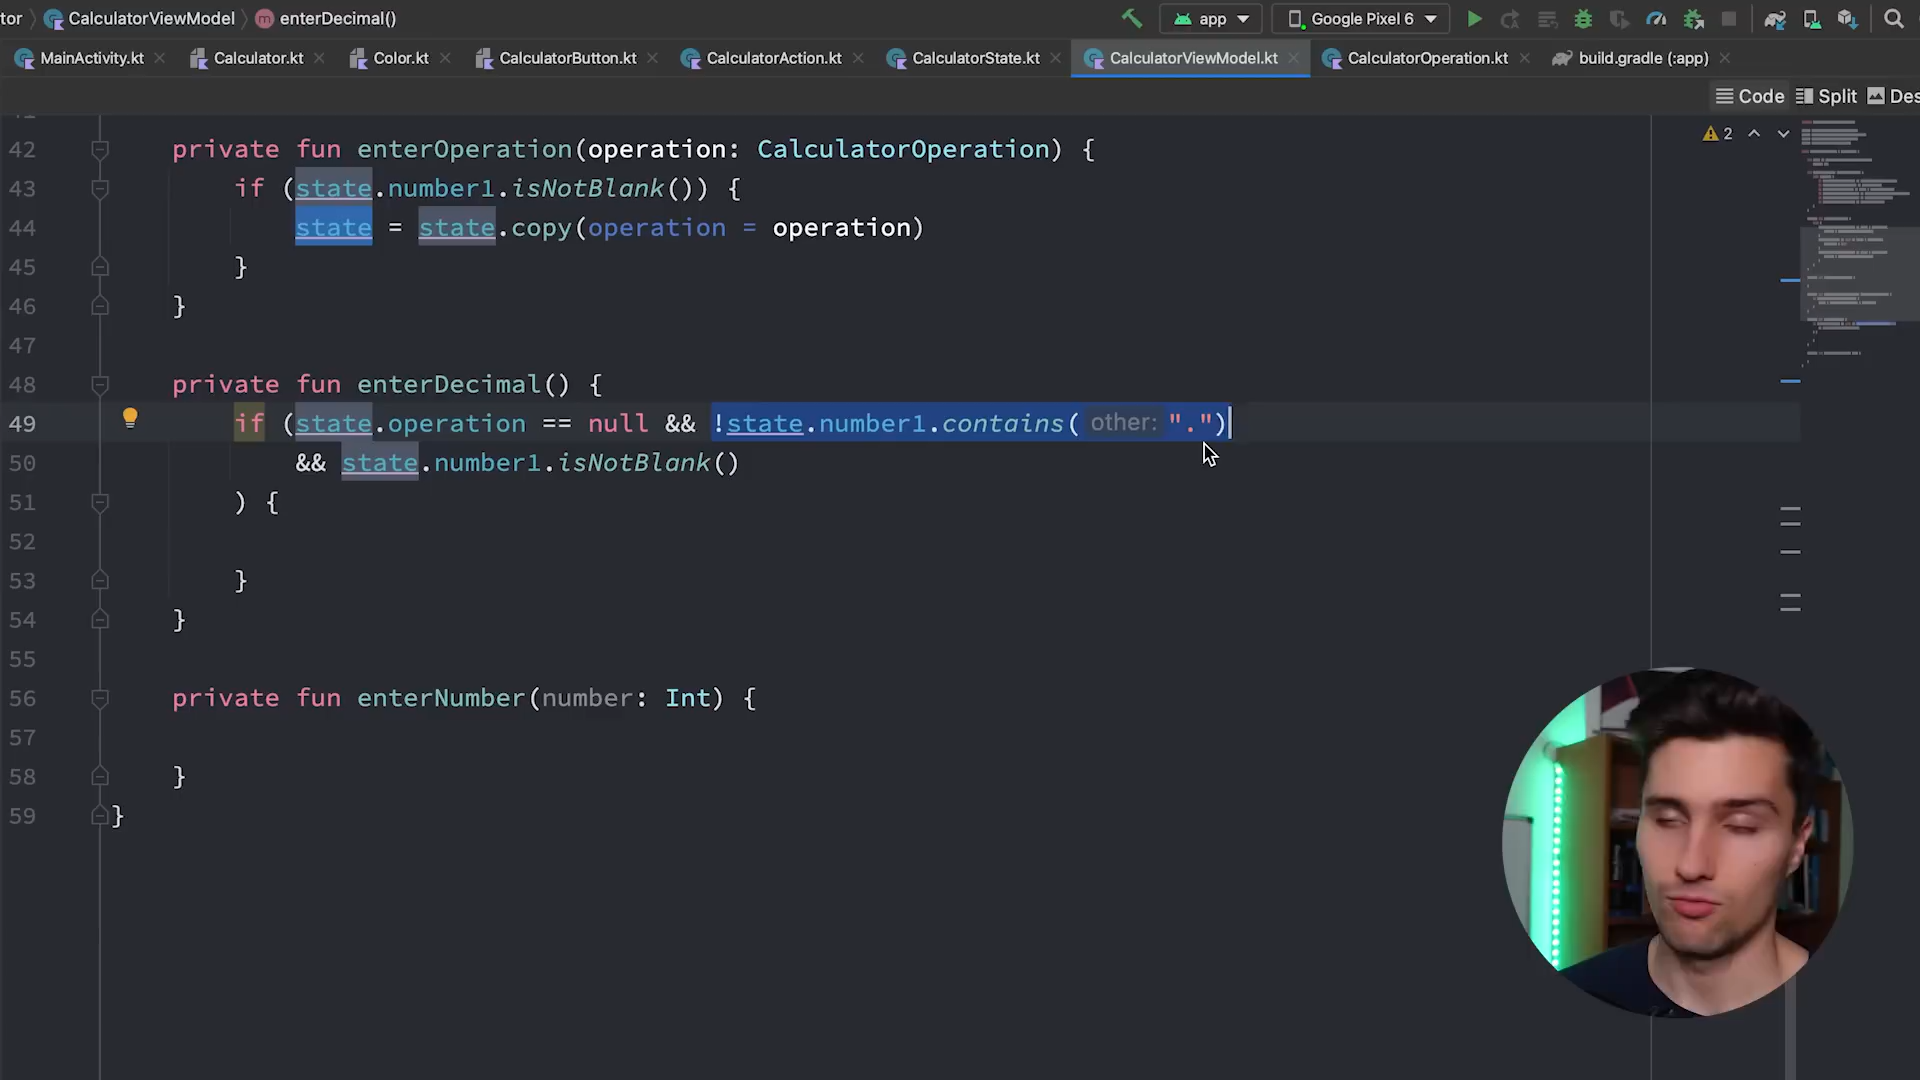 tor CalculatorViewModel enterDecimal() app Google Pixel 6
MainActivity.kt Calculator.kt Color.kt CalculatorButton.kt CalculatorAction.kt CalculatorState.kt CalculatorViewModel.kt CalculatorOperation.kt build.gradle (:app)
Code Split Des
2
42 private fun enterOperation(operation: CalculatorOperation) {
43 if (state.number1.isNotBlank()) {
44 state = state.copy(operation = operation)
45 }
46 }
47
48 private fun enterDecimal() {
49 if (state.operation == null && !state.number1.contains( other: ".")
50 && state.number1.isNotBlank()
51 ) {
52
53 }
54 }
55
56 private fun enterNumber(number: Int) {
57
58 }
59 }